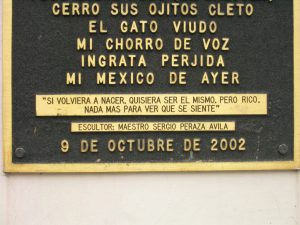 CERRO SUS OJITOS CLETO
EL GATO VIUDO
MI CHORRO DE VOZ
INGRATA PERJIDA
MI MEXICO DE AYER
"SI VOLVIERA A NACER, QUISIERA SER EL MISMO, PERO RICO,
NADA MAS PARA VER QUE SE SIENTE"
ESCULTOR: MAESTRO SERGIO PERAZA AVILA
9 DE OCTUBRE DE 2002